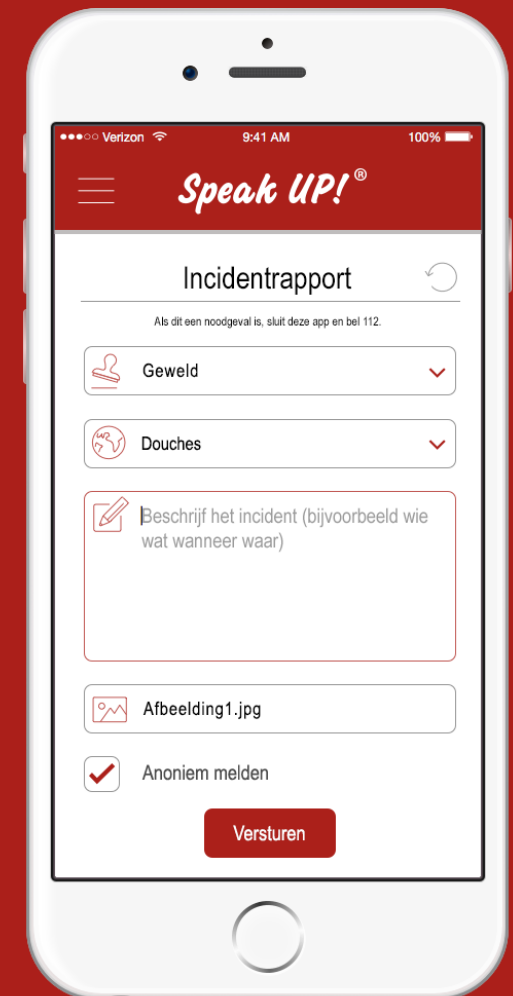 Verizon 9:41 AM 100%
Speak UP!®
Incidentrapport
Als dit een noodgeval is, sluit deze app en bel 112.
Geweld
Douches
Beschrijf het incident (bijvoorbeeld wie
wat wanneer waar)
Afbeelding1.jpg
Anoniem melden
Versturen